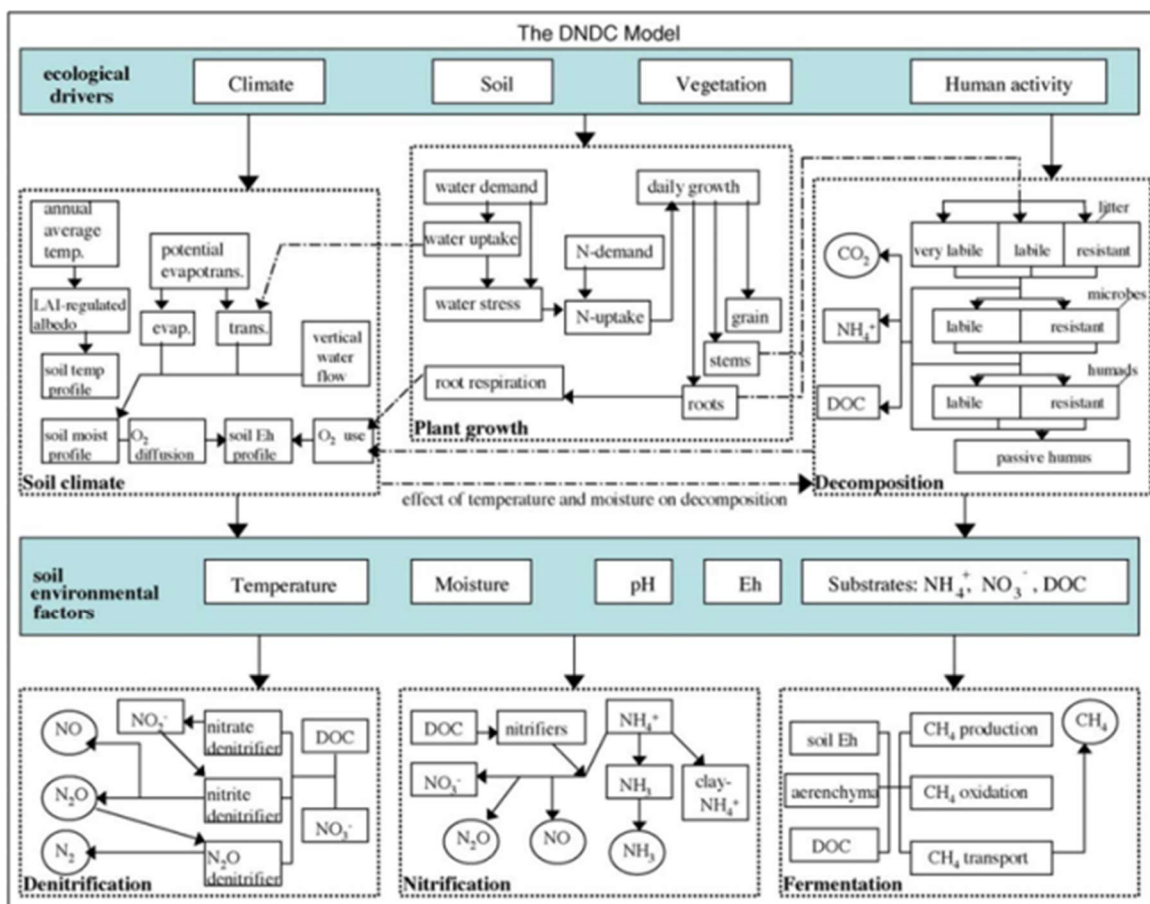 The DNDC Model
ecological
drivers
Climate
Soil
Vegetation
Human activity
annual
average
temp.
potential
evapotrans.
LAI-regulated
albedo
evap.
trans.
vertical
water
flow
soil temp
profile
soil moist
profile
O₂
diffusion
soil Eh
profile
O₂ use
Soil climate
water demand
daily growth
water uptake
N-demand
water stress
N-uptake
grain
stems
root respiration
roots
Plant growth
litter
CO₂
very labile
labile
resistant
microbes
NH₄⁺
labile
resistant
humads
DOC
labile
resistant
passive humus
Decomposition
effect of temperature and moisture on decomposition
soil
environmental
factors
Temperature
Moisture
pH
Eh
Substrates: NH₄⁺, NO₃⁻, DOC
NO
NO₂⁻
nitrate
denitrifier
DOC
N₂O
nitrite
denitrifier
NO₃⁻
N₂
N₂O
denitrifier
Denitrification
DOC
nitrifiers
NH₄⁺
NO₃⁻
NH₃
clay-
NH₄⁺
N₂O
NO
NH₃
Nitrification
soil Eh
CH₄ production
CH₄
aerenchyma
CH₄ oxidation
DOC
CH₄ transport
Fermentation